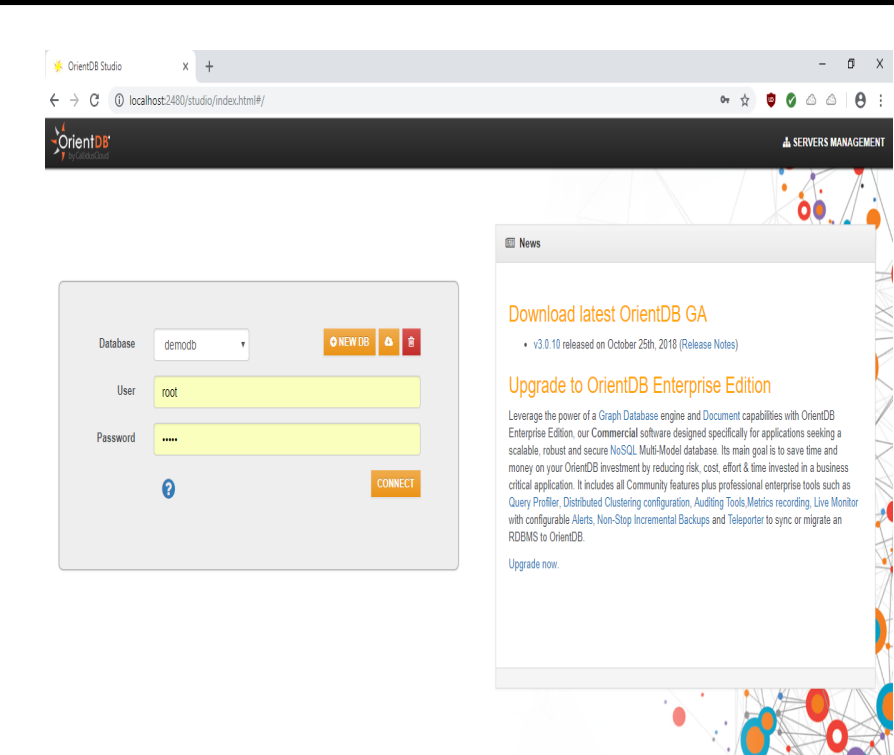 OrientDB Studio
localhost:2480/studio/index.html#/
OrientDB
by CallidusCloud
SERVERS MANAGEMENT
News
Download latest OrientDB GA
v3.0.10 released on October 25th, 2018 (Release Notes)
Upgrade to OrientDB Enterprise Edition
Leverage the power of a Graph Database engine and Document capabilities with OrientDB
Enterprise Edition, our Commercial software designed specifically for applications seeking a
scalable, robust and secure NoSQL Multi-Model database. Its main goal is to save time and
money on your OrientDB investment by reducing risk, cost, effort & time invested in a business
critical application. It includes all Community features plus professional enterprise tools such as
Query Profiler, Distributed Clustering configuration, Auditing Tools,Metrics recording, Live Monitor
with configurable Alerts, Non-Stop Incremental Backups and Teleporter to sync or migrate an
RDBMS to OrientDB.
Upgrade now.
Database
demodb
NEW DB
User
root
Password
•••••
CONNECT